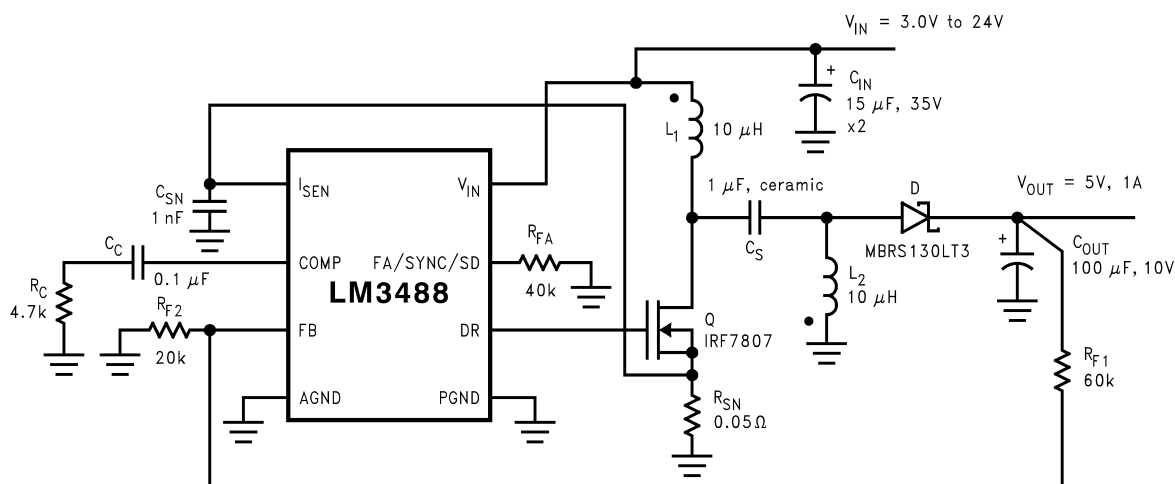 V_IN = 3.0V to 24V
+
C_IN
15 μF, 35V
x2
L_1
10 μH
I_SEN
V_IN
C_SN
1 nF
1 μF, ceramic
C_S
D
MBRS130LT3
V_OUT = 5V, 1A
+
C_OUT
100 μF, 10V
C_C
0.1 μF
COMP
FA/SYNC/SD
R_FA
40k
LM3488
L_2
10 μH
R_C
4.7k
R_F2
20k
FB
DR
Q
IRF7807
R_F1
60k
AGND
PGND
R_SN
0.05Ω